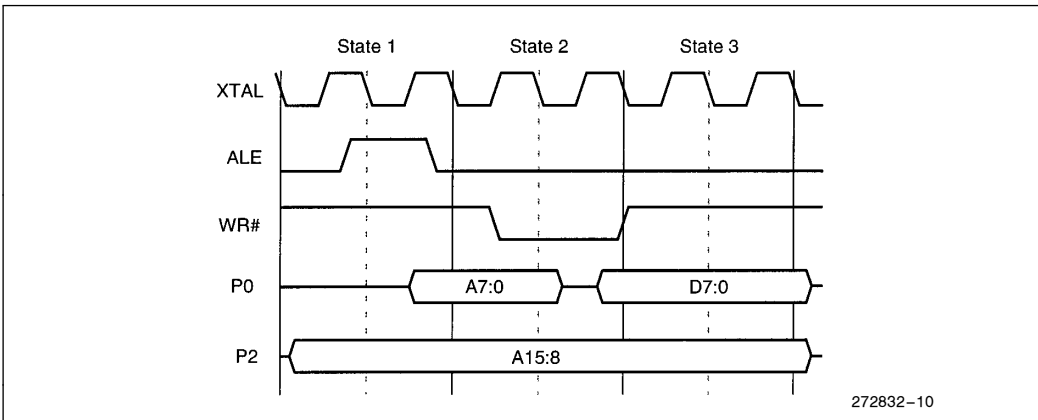 State 1 State 2 State 3
XTAL
ALE
WR#
P0 A7:0 D7:0
P2 A15:8
272832–10